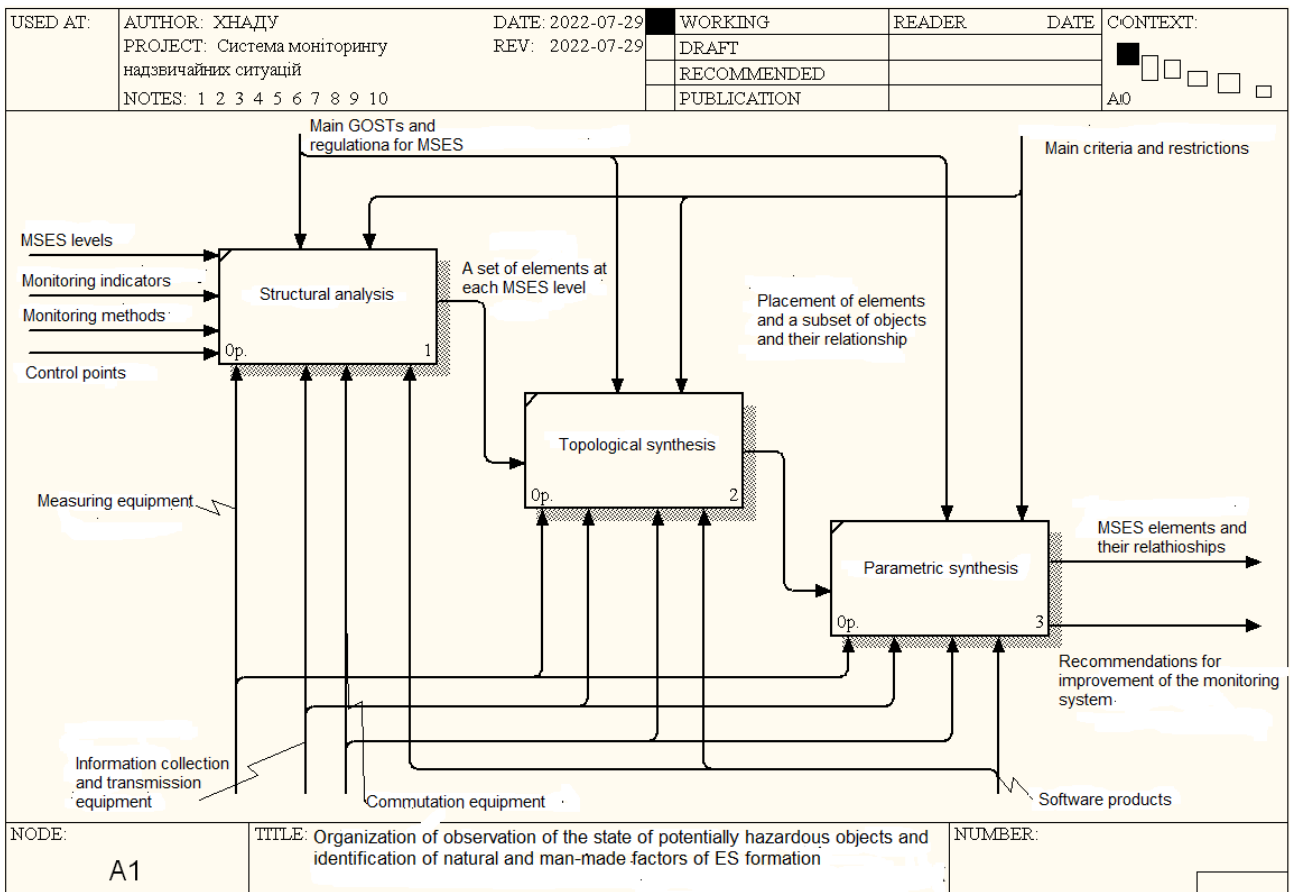 USED AT:
AUTHOR: ХНАДУ
DATE: 2022-07-29
PROJECT: Система моніторингу
REV: 2022-07-29
надзвичайних ситуацій
NOTES: 1 2 3 4 5 6 7 8 9 10
WORKING
DRAFT
RECOMMENDED
PUBLICATION
READER
DATE
CONTEXT:
A0
Main GOSTs and
regulationa for MSES
Main criteria and restrictions
MSES levels
Monitoring indicators
Monitoring methods
Control points
Structural analysis
0р.
1
A set of elements at
each MSES level
Placement of elements
and a subset of objects
and their relationship
Topological synthesis
0р.
2
Measuring equipment
Parametric synthesis
0р.
3
MSES elements and
their relathioships
Recommendations for
improvement of the monitoring
system
Information collection
and transmission
equipment
Commutation equipment
Software products
NODE:
A1
TITLE:
Organization of observation of the state of potentially hazardous objects and
identification of natural and man-made factors of ES formation
NUMBER: